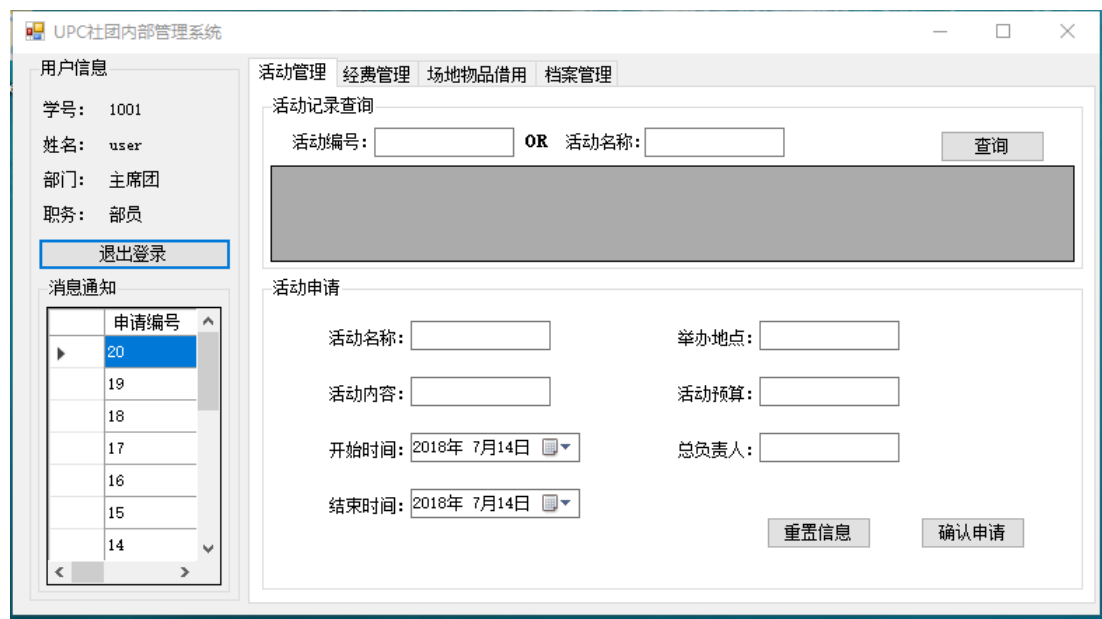 UPC社团内部管理系统
用户信息
学号： 1001
姓名： user
部门： 主席团
职务： 部员
退出登录
消息通知
申请编号
20
19
18
17
16
15
14
活动管理 经费管理 场地物品借用 档案管理
活动记录查询
活动编号： OR 活动名称： 查询
活动申请
活动名称： 举办地点：
活动内容： 活动预算：
开始时间： 2018年 7月14日 总负责人：
结束时间： 2018年 7月14日
重置信息 确认申请